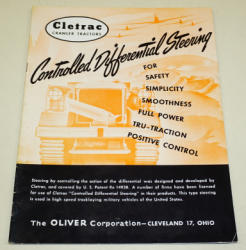 Cletrac
CRAWLER TRACTORS
Controlled Differential Steering
FOR
SAFETY
SIMPLICITY
SMOOTHNESS
FULL POWER
TRU-TRACTION
POSITIVE CONTROL
Steering by controlling the action of the differential was designed and developed by
Cletrac, and covered by U. S. Patent Re 14928. A number of firms have been licensed
for use of Cletrac "Controlled Differential Steering" in their products. This type steering
is used in high speed tracklaying military vehicles of the United States.
The OLIVER Corporation—CLEVELAND 17, OHIO